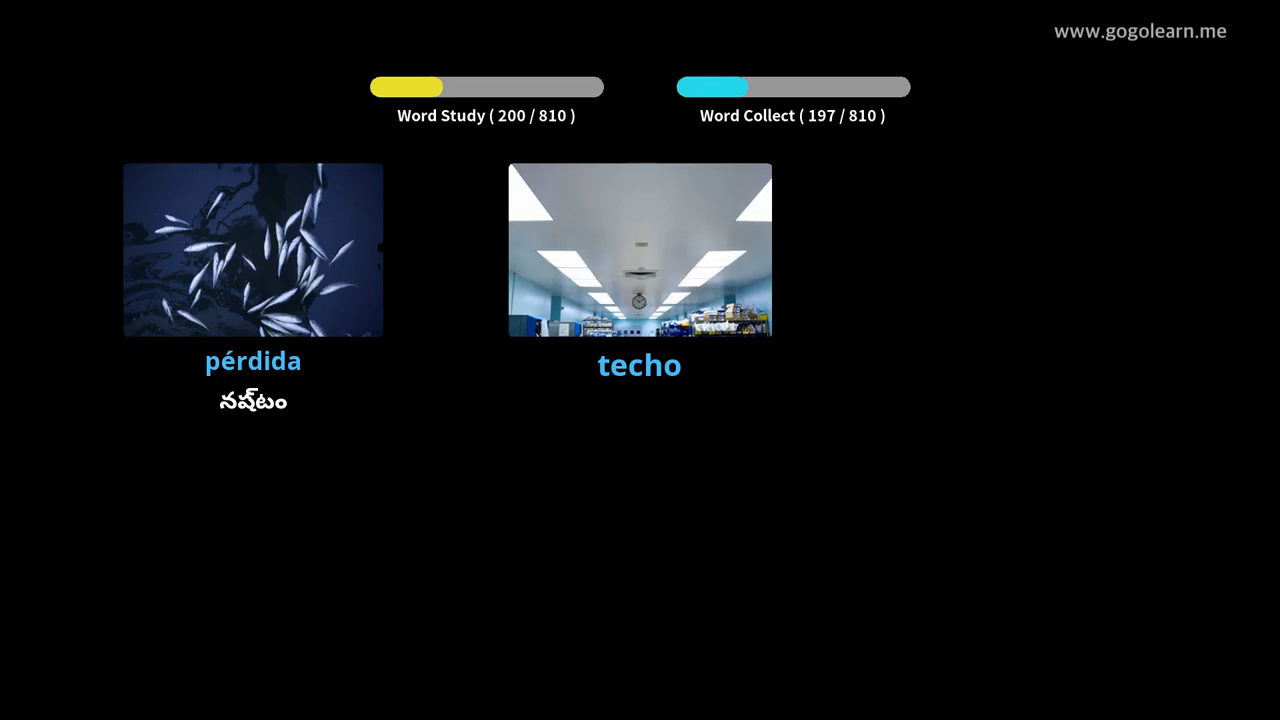 www.gogolearn.me
Word Study ( 200 / 810 )
Word Collect ( 197 / 810 )
pérdida
నష్టం
techo